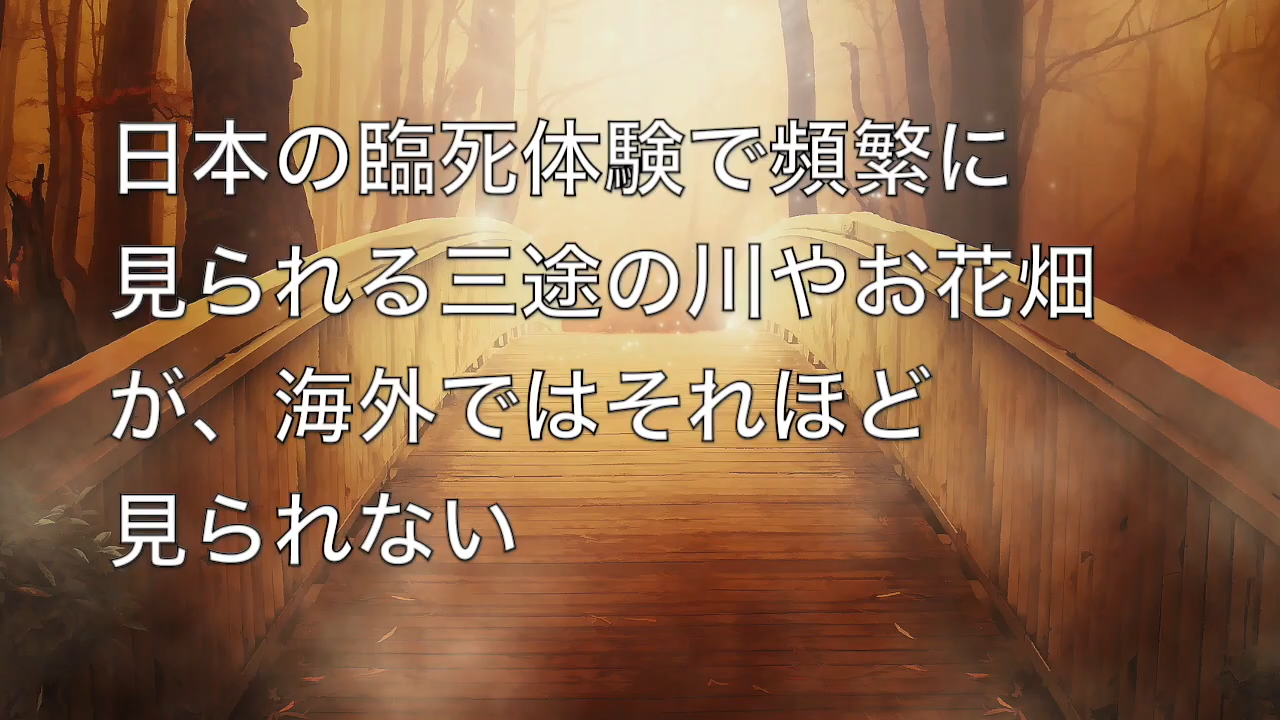 日本の臨死体験で頻繁に
見られる三途の川やお花畑
が、海外ではそれほど
見られない